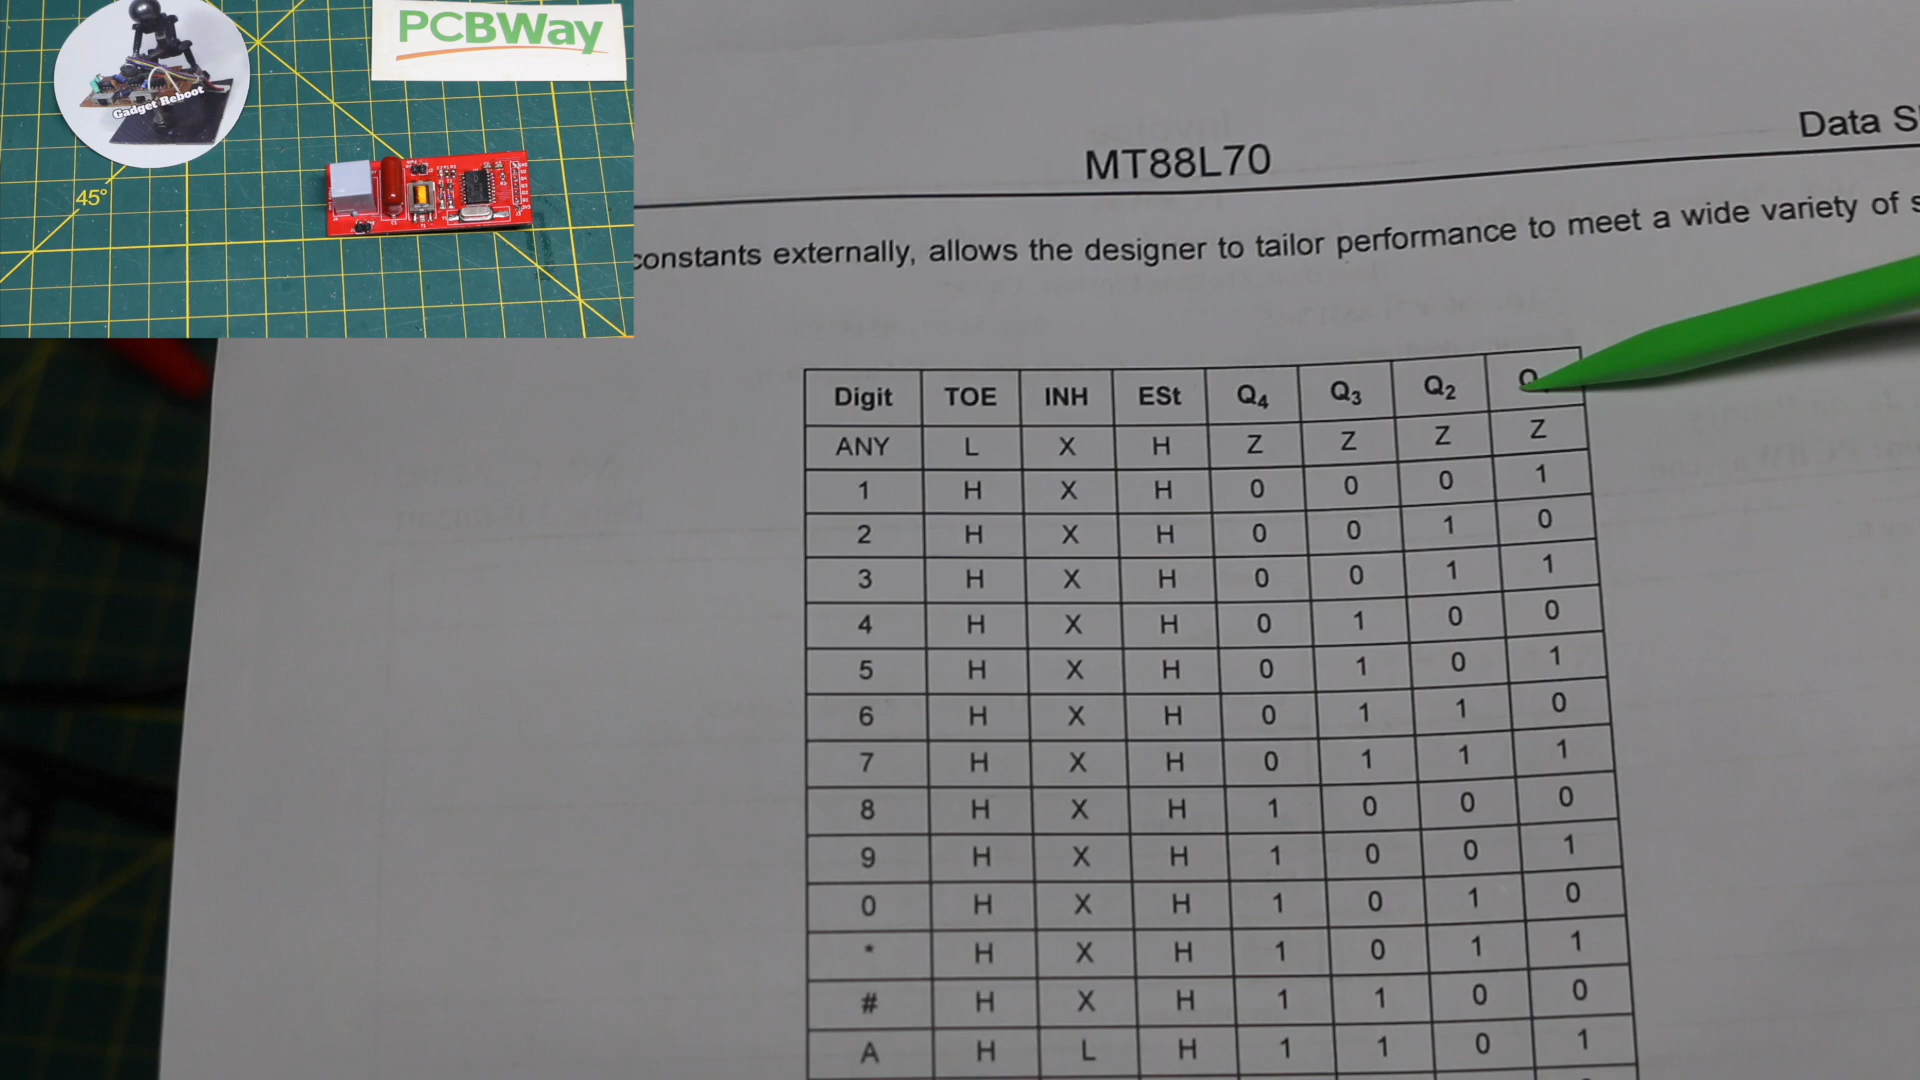 PCBWay
Gadget Reboot
45°
Data
MT88L70
constants externally, allows the designer to tailor performance to meet a wide variety of
Digit TOE INH ESt Q4 Q3 Q2 Q
ANY L X H Z Z Z Z
1 H X H 0 0 0 1
2 H X H 0 0 1 0
3 H X H 0 0 1 1
4 H X H 0 1 0 0
5 H X H 0 1 0 1
6 H X H 0 1 1 0
7 H X H 0 1 1 1
8 H X H 1 0 0 0
9 H X H 1 0 0 1
0 H X H 1 0 1 0
* H X H 1 0 1 1
# H X H 1 1 0 0
A H L H 1 1 0 1